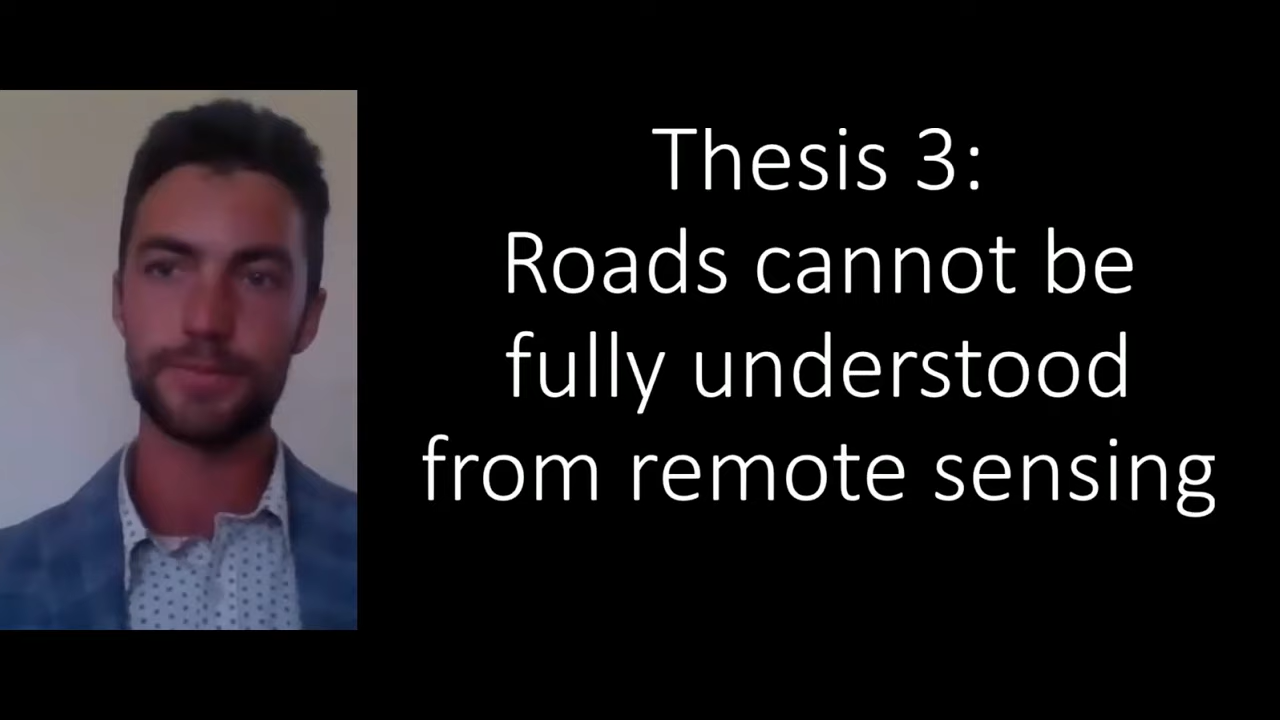 Thesis 3:
Roads cannot be
fully understood
from remote sensing